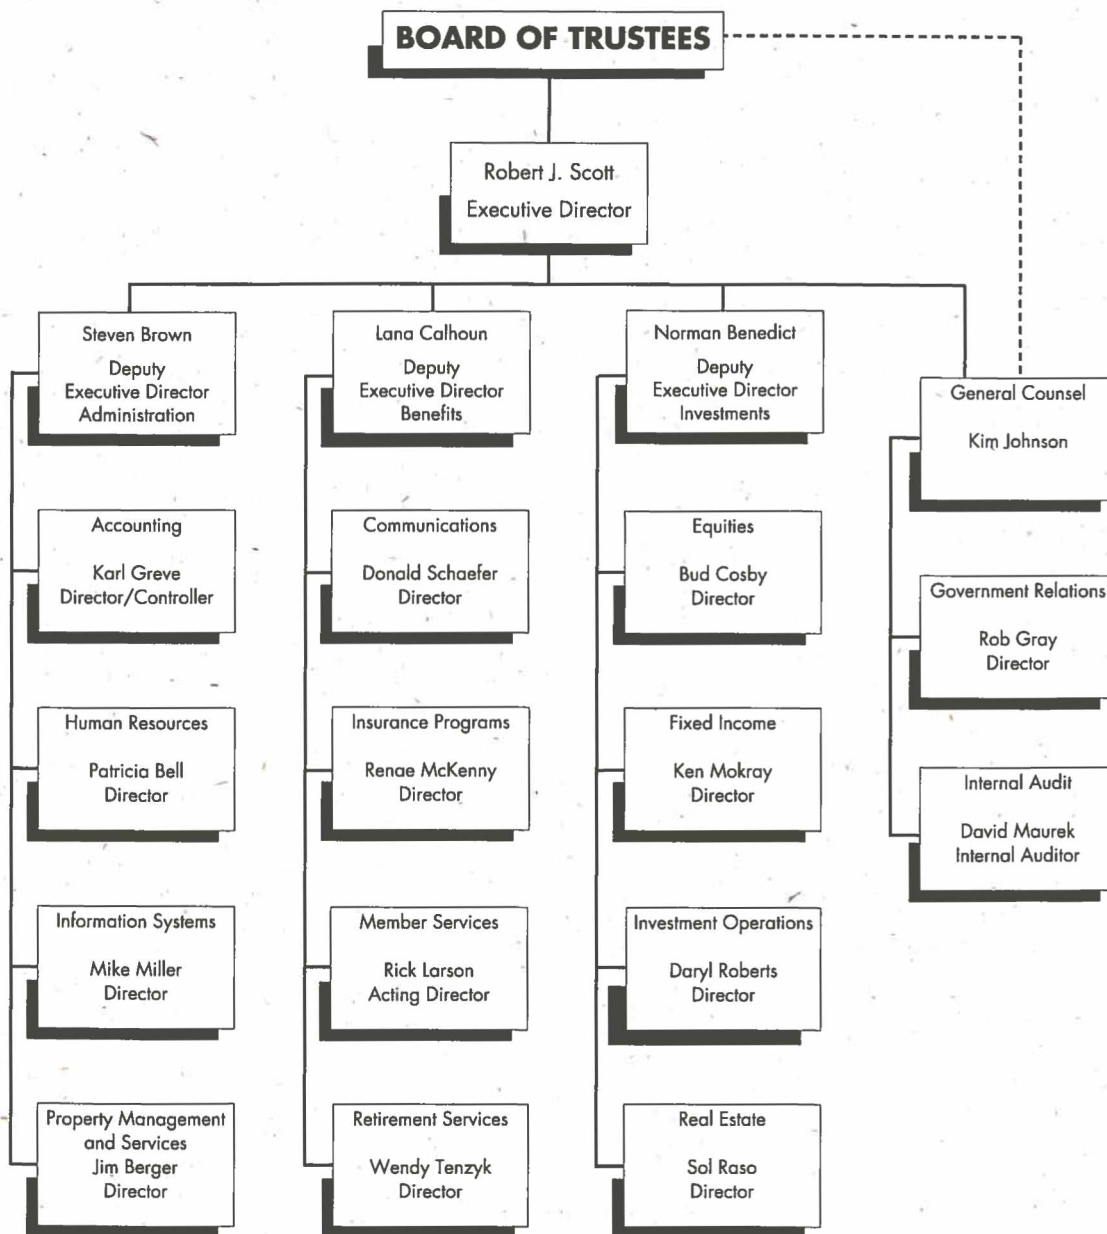 BOARD OF TRUSTEES
Robert J. Scott
Executive Director
Steven Brown
Deputy
Executive Director
Administration
Lana Calhoun
Deputy
Executive Director
Benefits
Norman Benedict
Deputy
Executive Director
Investments
General Counsel
Kim Johnson
Accounting
Karl Greve
Director/Controller
Communications
Donald Schaefer
Director
Equities
Bud Cosby
Director
Government Relations
Rob Gray
Director
Human Resources
Patricia Bell
Director
Insurance Programs
Renae McKenny
Director
Fixed Income
Ken Mokray
Director
Internal Audit
David Maurek
Internal Auditor
Information Systems
Mike Miller
Director
Member Services
Rick Larson
Acting Director
Investment Operations
Daryl Roberts
Director
Property Management
and Services
Jim Berger
Director
Retirement Services
Wendy Tenzyk
Director
Real Estate
Sol Raso
Director